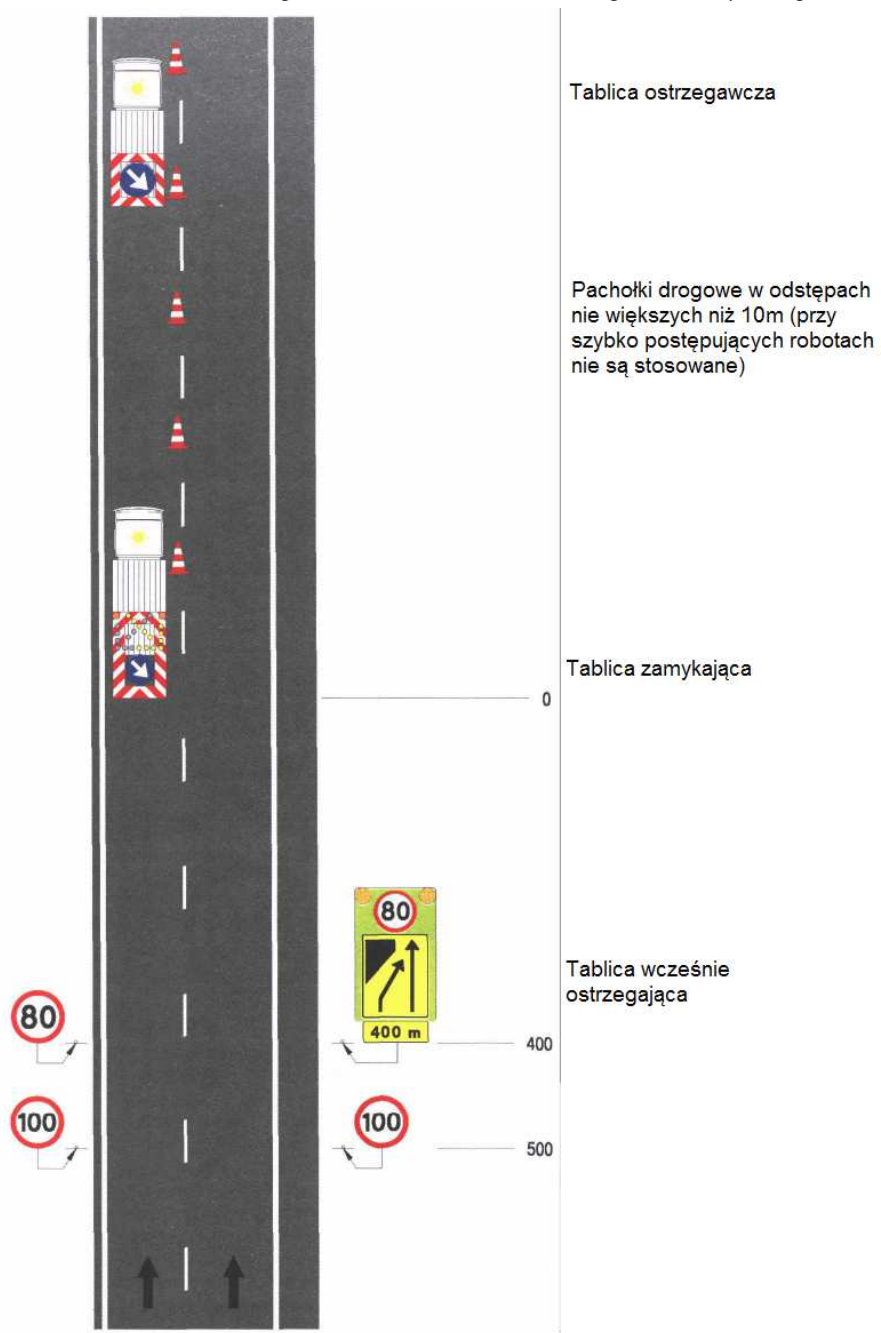 Tablica ostrzegawcza
Pachołki drogowe w odstępach
nie większych niż 10m (przy
szybko postępujących robotach
nie są stosowane)
Tablica zamykająca
0
80
Tablica wcześnie
ostrzegająca
80
400 m
400
100
100
500